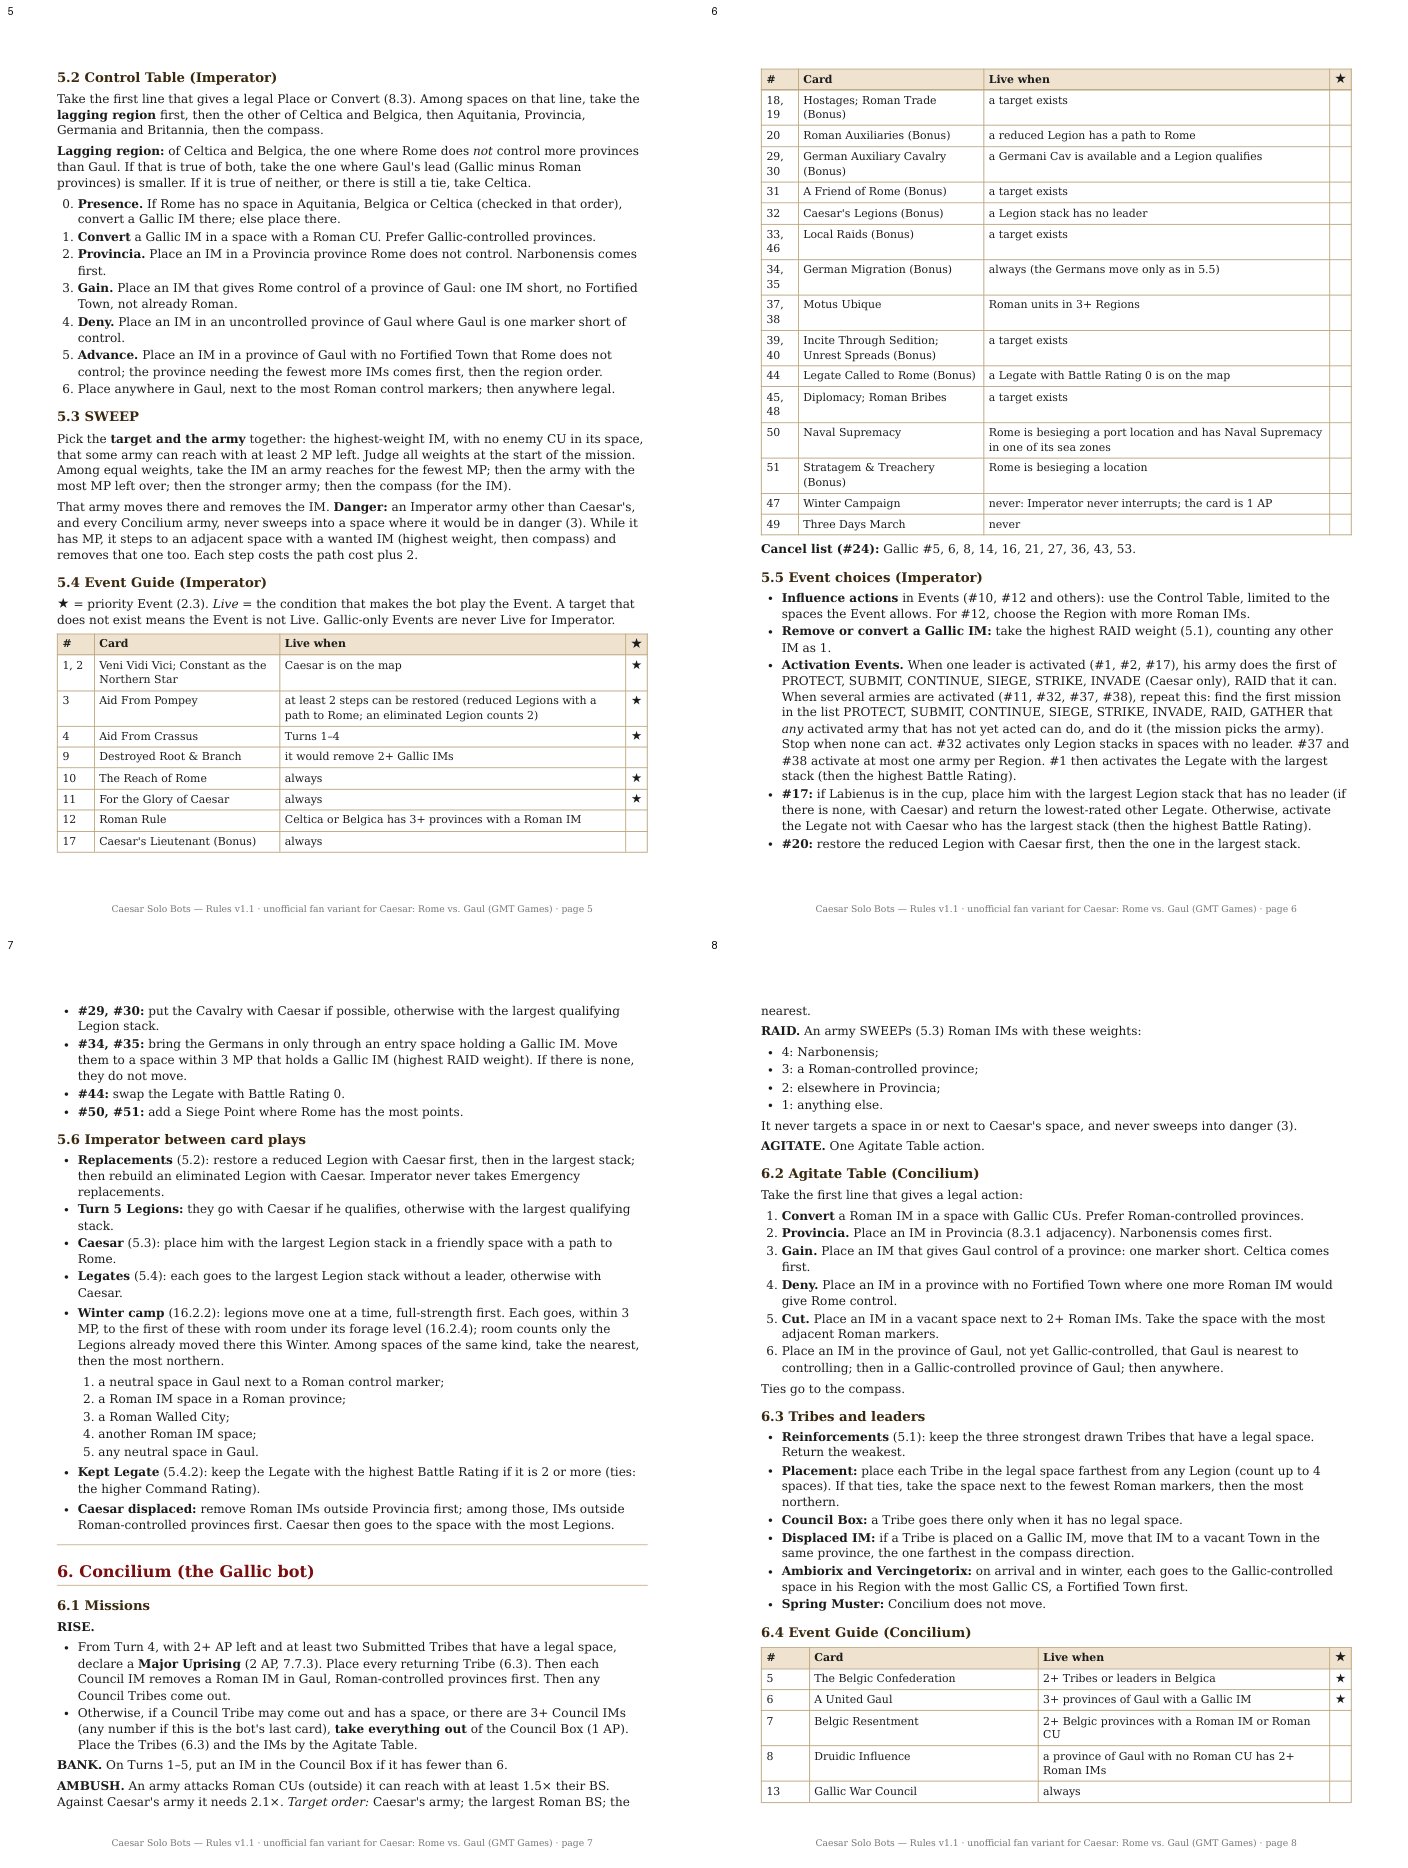 5
5.2 Control Table (Imperator)
Take the first line that gives a legal Place or Convert (8.3). Among spaces on that line, take the
lagging region first, then the other of Celtica and Belgica, then Aquitania, Provincia,
Germania and Britannia, then the compass.
Lagging region: of Celtica and Belgica, the one where Rome does not control more provinces
than Gaul. If that is true of both, take the one where Gaul's lead (Gallic minus Roman
provinces) is smaller. If it is true of neither, or there is still a tie, take Celtica.
0. Presence. If Rome has no space in Aquitania, Belgica or Celtica (checked in that order),
convert a Gallic IM there; else place there.
1. Convert a Gallic IM in a space with a Roman CU. Prefer Gallic-controlled provinces.
2. Provincia. Place an IM in a Provincia province Rome does not control. Narbonensis comes
first.
3. Gain. Place an IM that gives Rome control of a province of Gaul: one IM short, no Fortified
Town, not already Roman.
4. Deny. Place an IM in an uncontrolled province of Gaul where Gaul is one marker short of
control.
5. Advance. Place an IM in a province of Gaul with no Fortified Town that Rome does not
control; the province needing the fewest more IMs comes first, then the region order.
6. Place anywhere in Gaul, next to the most Roman control markers; then anywhere legal.
5.3 SWEEP
Pick the target and the army together: the highest-weight IM, with no enemy CU in its space,
that some army can reach with at least 2 MP left. Judge all weights at the start of the mission.
Among equal weights, take the IM an army reaches for the fewest MP; then the army with the
most MP left over; then the stronger army; then the compass (for the IM).
That army moves there and removes the IM. Danger: an Imperator army other than Caesar's,
and every Concilium army, never sweeps into a space where it would be in danger (3). While it
has MP, it steps to an adjacent space with a wanted IM (highest weight, then compass) and
removes that one too. Each step costs the path cost plus 2.
5.4 Event Guide (Imperator)
★ = priority Event (2.3). Live = the condition that makes the bot play the Event. A target that
does not exist means the Event is not Live. Gallic-only Events are never Live for Imperator.
# Card Live when ★
1, 2 Veni Vidi Vici; Constant as the Caesar is on the map ★
Northern Star
3 Aid From Pompey at least 2 steps can be restored (reduced Legions with a ★
path to Rome; an eliminated Legion counts 2)
4 Aid From Crassus Turns 1–4 ★
9 Destroyed Root & Branch it would remove 2+ Gallic IMs
10 The Reach of Rome always ★
11 For the Glory of Caesar always ★
12 Roman Rule Celtica or Belgica has 3+ provinces with a Roman IM
17 Caesar's Lieutenant (Bonus) always
Caesar Solo Bots — Rules v1.1 · unofficial fan variant for Caesar: Rome vs. Gaul (GMT Games) · page 5
6
# Card Live when ★
18, Hostages; Roman Trade a target exists
19 (Bonus)
20 Roman Auxiliaries (Bonus) a reduced Legion has a path to Rome
29, German Auxiliary Cavalry a Germani Cav is available and a Legion qualifies
30 (Bonus)
31 A Friend of Rome (Bonus) a target exists
32 Caesar's Legions (Bonus) a Legion stack has no leader
33, Local Raids (Bonus) a target exists
46
34, German Migration (Bonus) always (the Germans move only as in 5.5)
35
37, Motus Ubique Roman units in 3+ Regions
38
39, Incite Through Sedition; a target exists
40 Unrest Spreads (Bonus)
44 Legate Called to Rome (Bonus) a Legate with Battle Rating 0 is on the map
45, Diplomacy; Roman Bribes a target exists
48
50 Naval Supremacy Rome is besieging a port location and has Naval Supremacy
in one of its sea zones
51 Stratagem & Treachery Rome is besieging a location
(Bonus)
47 Winter Campaign never: Imperator never interrupts; the card is 1 AP
49 Three Days March never
Cancel list (#24): Gallic #5, 6, 8, 14, 16, 21, 27, 36, 43, 53.
5.5 Event choices (Imperator)
• Influence actions in Events (#10, #12 and others): use the Control Table, limited to the
spaces the Event allows. For #12, choose the Region with more Roman IMs.
• Remove or convert a Gallic IM: take the highest RAID weight (5.1), counting any other
IM as 1.
• Activation Events. When one leader is activated (#1, #2, #17), his army does the first of
PROTECT, SUBMIT, CONTINUE, SIEGE, STRIKE, INVADE (Caesar only), RAID that it can.
When several armies are activated (#11, #32, #37, #38), repeat this: find the first mission
in the list PROTECT, SUBMIT, CONTINUE, SIEGE, STRIKE, INVADE, RAID, GATHER that
any activated army that has not yet acted can do, and do it (the mission picks the army).
Stop when none can act. #32 activates only Legion stacks in spaces with no leader. #37 and
#38 activate at most one army per Region. #1 then activates the Legate with the largest
stack (then the highest Battle Rating).
• #17: if Labienus is in the cup, place him with the largest Legion stack that has no leader (if
there is none, with Caesar) and return the lowest-rated other Legate. Otherwise, activate
the Legate not with Caesar who has the largest stack (then the highest Battle Rating).
• #20: restore the reduced Legion with Caesar first, then the one in the largest stack.
Caesar Solo Bots — Rules v1.1 · unofficial fan variant for Caesar: Rome vs. Gaul (GMT Games) · page 6
7
• #29, #30: put the Cavalry with Caesar if possible, otherwise with the largest qualifying
Legion stack.
• #34, #35: bring the Germans in only through an entry space holding a Gallic IM. Move
them to a space within 3 MP that holds a Gallic IM (highest RAID weight). If there is none,
they do not move.
• #44: swap the Legate with Battle Rating 0.
• #50, #51: add a Siege Point where Rome has the most points.
5.6 Imperator between card plays
• Replacements (5.2): restore a reduced Legion with Caesar first, then in the largest stack;
then rebuild an eliminated Legion with Caesar. Imperator never takes Emergency
replacements.
• Turn 5 Legions: they go with Caesar if he qualifies, otherwise with the largest qualifying
stack.
• Caesar (5.3): place him with the largest Legion stack in a friendly space with a path to
Rome.
• Legates (5.4): each goes to the largest Legion stack without a leader, otherwise with
Caesar.
• Winter camp (16.2.2): legions move one at a time, full-strength first. Each goes, within 3
MP, to the first of these with room under its forage level (16.2.4); room counts only the
Legions already moved there this Winter. Among spaces of the same kind, take the nearest,
then the most northern.
1. a neutral space in Gaul next to a Roman control marker;
2. a Roman IM space in a Roman province;
3. a Roman Walled City;
4. another Roman IM space;
5. any neutral space in Gaul.
• Kept Legate (5.4.2): keep the Legate with the highest Battle Rating if it is 2 or more (ties:
the higher Command Rating).
• Caesar displaced: remove Roman IMs outside Provincia first; among those, IMs outside
Roman-controlled provinces first. Caesar then goes to the space with the most Legions.
6. Concilium (the Gallic bot)
6.1 Missions
RISE.
• From Turn 4, with 2+ AP left and at least two Submitted Tribes that have a legal space,
declare a Major Uprising (2 AP, 7.7.3). Place every returning Tribe (6.3). Then each
Council IM removes a Roman IM in Gaul, Roman-controlled provinces first. Then any
Council Tribes come out.
• Otherwise, if a Council Tribe may come out and has a space, or there are 3+ Council IMs
(any number if this is the bot's last card), take everything out of the Council Box (1 AP).
Place the Tribes (6.3) and the IMs by the Agitate Table.
BANK. On Turns 1–5, put an IM in the Council Box if it has fewer than 6.
AMBUSH. An army attacks Roman CUs (outside) it can reach with at least 1.5× their BS.
Against Caesar's army it needs 2.1×. Target order: Caesar's army; the largest Roman BS; the
Caesar Solo Bots — Rules v1.1 · unofficial fan variant for Caesar: Rome vs. Gaul (GMT Games) · page 7
8
nearest.
RAID. An army SWEEPs (5.3) Roman IMs with these weights:
• 4: Narbonensis;
• 3: a Roman-controlled province;
• 2: elsewhere in Provincia;
• 1: anything else.
It never targets a space in or next to Caesar's space, and never sweeps into danger (3).
AGITATE. One Agitate Table action.
6.2 Agitate Table (Concilium)
Take the first line that gives a legal action:
1. Convert a Roman IM in a space with Gallic CUs. Prefer Roman-controlled provinces.
2. Provincia. Place an IM in Provincia (8.3.1 adjacency). Narbonensis comes first.
3. Gain. Place an IM that gives Gaul control of a province: one marker short. Celtica comes
first.
4. Deny. Place an IM in a province with no Fortified Town where one more Roman IM would
give Rome control.
5. Cut. Place an IM in a vacant space next to 2+ Roman IMs. Take the space with the most
adjacent Roman markers.
6. Place an IM in the province of Gaul, not yet Gallic-controlled, that Gaul is nearest to
controlling; then in a Gallic-controlled province of Gaul; then anywhere.
Ties go to the compass.
6.3 Tribes and leaders
• Reinforcements (5.1): keep the three strongest drawn Tribes that have a legal space.
Return the weakest.
• Placement: place each Tribe in the legal space farthest from any Legion (count up to 4
spaces). If that ties, take the space next to the fewest Roman markers, then the most
northern.
• Council Box: a Tribe goes there only when it has no legal space.
• Displaced IM: if a Tribe is placed on a Gallic IM, move that IM to a vacant Town in the
same province, the one farthest in the compass direction.
• Ambiorix and Vercingetorix: on arrival and in winter, each goes to the Gallic-controlled
space in his Region with the most Gallic CS, a Fortified Town first.
• Spring Muster: Concilium does not move.
6.4 Event Guide (Concilium)
# Card Live when ★
5 The Belgic Confederation 2+ Tribes or leaders in Belgica ★
6 A United Gaul 3+ provinces of Gaul with a Gallic IM ★
7 Belgic Resentment 2+ Belgic provinces with a Roman IM or Roman
CU
8 Druidic Influence a province of Gaul with no Roman CU has 2+
Roman IMs
13 Gallic War Council always
Caesar Solo Bots — Rules v1.1 · unofficial fan variant for Caesar: Rome vs. Gaul (GMT Games) · page 8